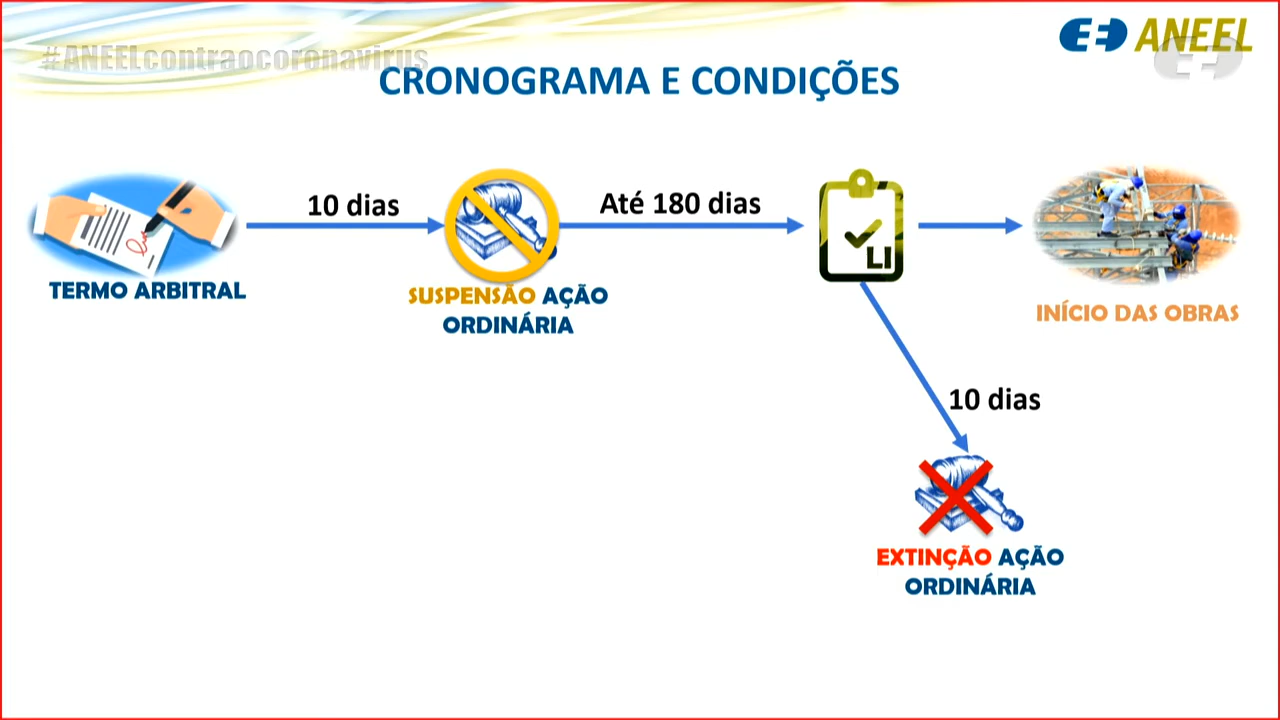 #ANEELcontraocoronavirus
ANEEL
CRONOGRAMA E CONDIÇÕES
10 dias
Até 180 dias
LI
TERMO ARBITRAL
SUSPENSÃO AÇÃO
ORDINÁRIA
INÍCIO DAS OBRAS
10 dias
EXTINÇÃO AÇÃO
ORDINÁRIA